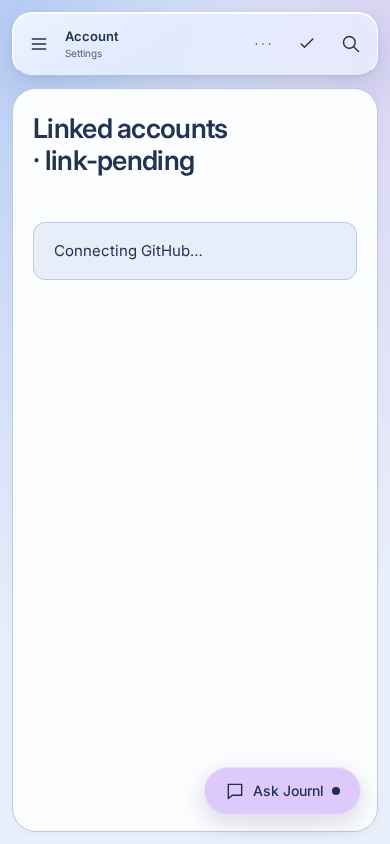 Account
Settings
...
Linked accounts
· link-pending
Connecting GitHub...
Ask Journl